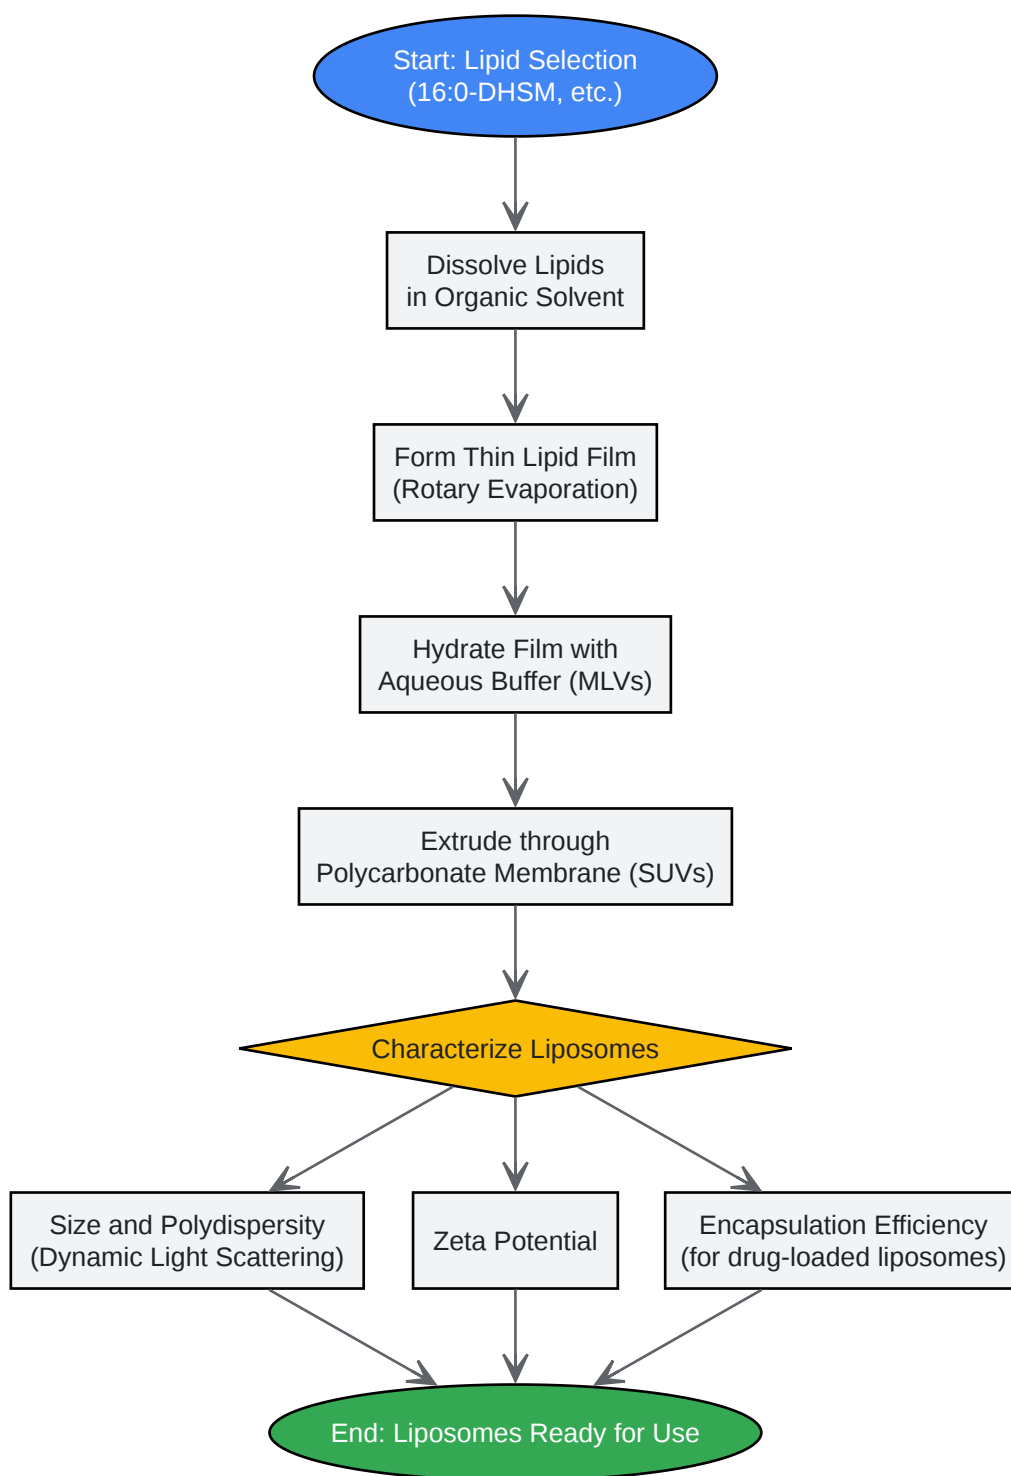 Start: Lipid Selection
(16:0-DHSM, etc.)
Dissolve Lipids
in Organic Solvent
Form Thin Lipid Film
(Rotary Evaporation)
Hydrate Film with
Aqueous Buffer (MLVs)
Extrude through
Polycarbonate Membrane (SUVs)
Characterize Liposomes
Size and Polydispersity
(Dynamic Light Scattering)
Zeta Potential
Encapsulation Efficiency
(for drug-loaded liposomes)
End: Liposomes Ready for Use